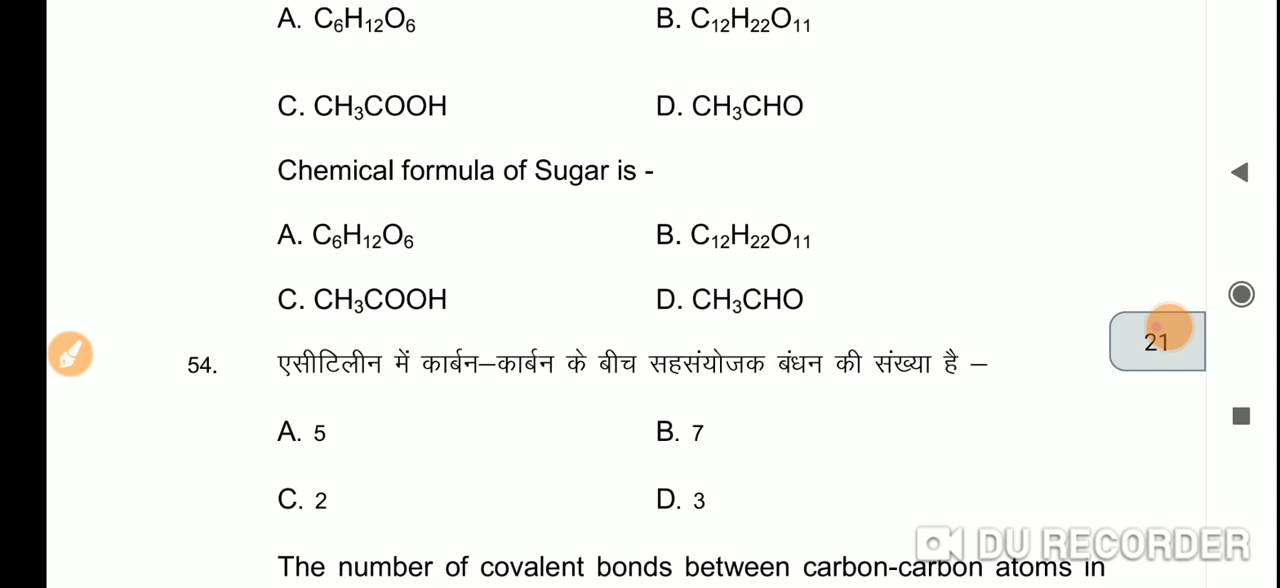 A. C₆H₁₂O₆ B. C₁₂H₂₂O₁₁
C. CH₃COOH D. CH₃CHO
Chemical formula of Sugar is -
A. C₆H₁₂O₆ B. C₁₂H₂₂O₁₁
C. CH₃COOH D. CH₃CHO
21
54. एसीटिलीन में कार्बन–कार्बन के बीच सहसंयोजक बंधन की संख्या है –
A. 5 B. 7
C. 2 D. 3
DU RECORDER
The number of covalent bonds between carbon-carbon atoms in